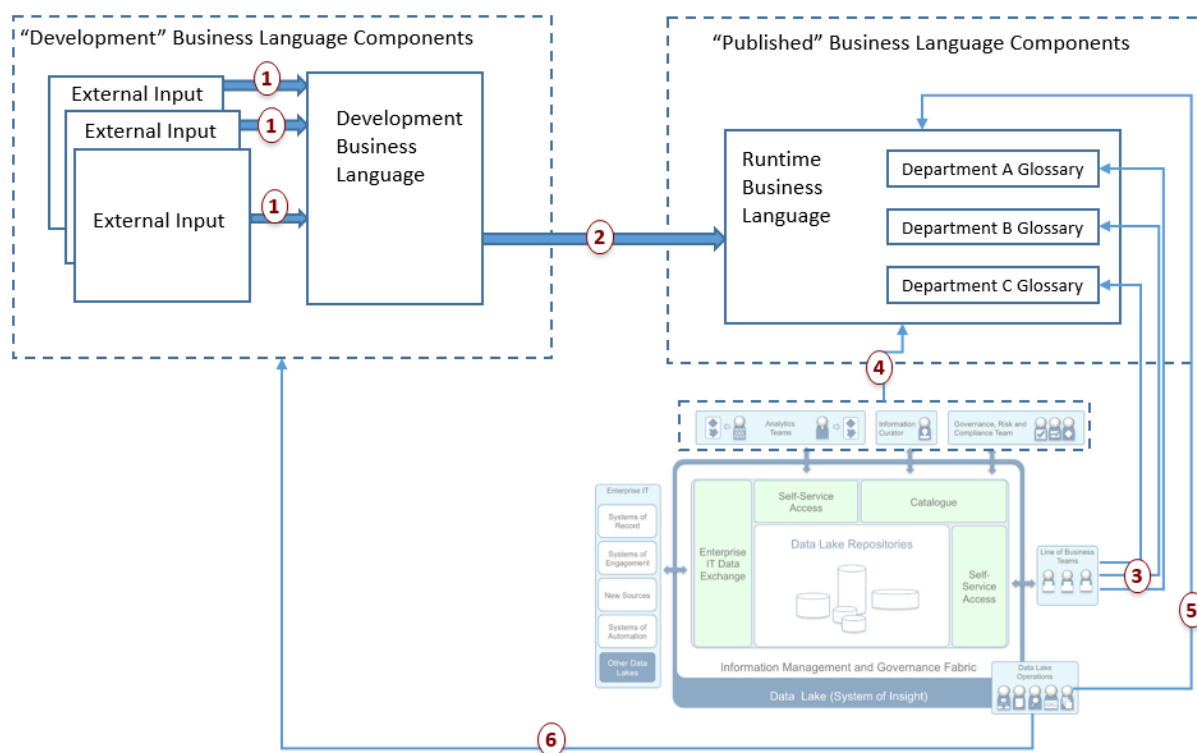 “Development” Business Language Components
External Input
External Input
External Input
1
1
1
Development
Business
Language
2
“Published” Business Language Components
Runtime
Business
Language
Department A Glossary
Department B Glossary
Department C Glossary
4
Analytics
Teams
Information
Curator
Governance, Risk and
Compliance Team
Enterprise IT
Systems of
Record
Systems of
Engagement
New Sources
Systems of
Automation
Other Data
Lakes
Enterprise
IT Data
Exchange
Self-Service
Access
Catalogue
Data Lake Repositories
Self-
Service
Access
Line of Business
Teams
3
5
Information Management and Governance Fabric
Data Lake (System of Insight)
Data Lake
Operations
6